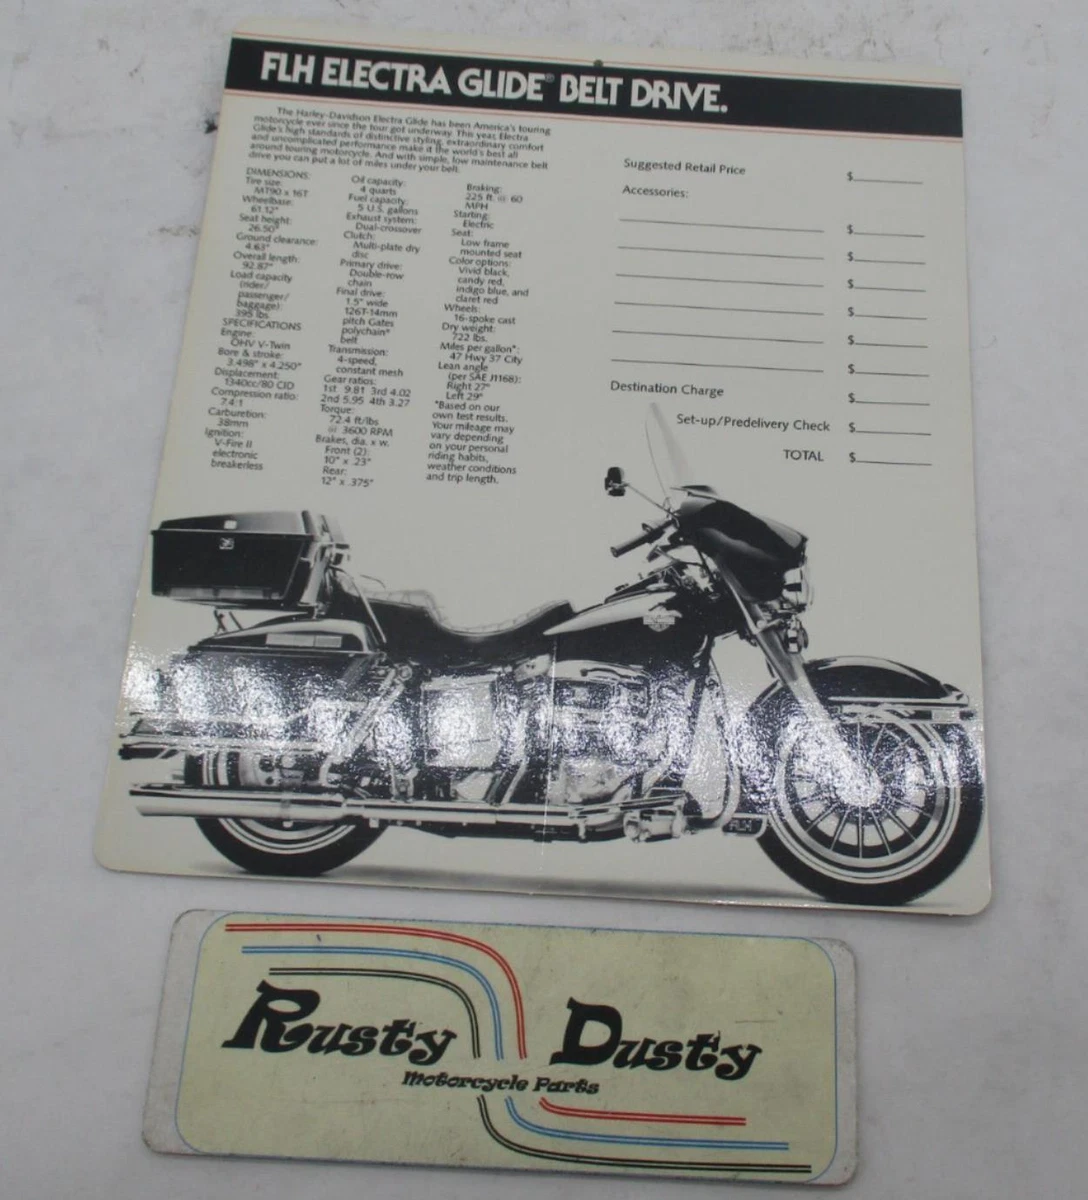 FLH ELECTRA GLIDE® BELT DRIVE.
The Harley-Davidson Electra Glide has been America's touring
motorcycle ever since the tour got underway. This year, Electra
Glide's high standards of distinctive styling, extraordinary comfort
and uncomplicated performance make it the world's best all
around touring motorcycle. And with simple, low maintenance belt
drive you can put a lot of miles under your belt.
DIMENSIONS:
Tire size:
MT90 x 16T
Wheelbase:
61.12"
Seat height:
26.50"
Ground clearance:
4.63"
Overall length:
92.87"
Load capacity
(rider/
passenger/
baggage):
395 lbs.
SPECIFICATIONS
Engine:
OHV V-Twin
Bore & stroke:
3.498" x 4.250"
Displacement:
1340cc/80 CID
Compression ratio:
7.4:1
Carburetion:
38mm
Ignition:
V-Fire II
electronic
breakerless
Oil capacity:
4 quarts
Fuel capacity:
5 U.S. gallons
Exhaust system:
Dual-crossover
Clutch:
Multi-plate dry
disc
Primary drive:
Double-row
chain
Final drive:
1.5" wide
126T-14mm
pitch Gates
polychain®
belt
Transmission:
4-speed,
constant mesh
Gear ratios:
1st 9.81 3rd 4.02
2nd 5.95 4th 3.27
Torque:
72.4 ft/lbs
@ 3600 RPM
Brakes, dia. x w.
Front (2):
10" x .23"
Rear:
12" x .375"
Braking:
225 ft. @ 60
MPH
Starting:
Electric
Seat:
Low frame
mounted seat
Color options:
Vivid black,
candy red,
indigo blue, and
claret red
Wheels:
16-spoke cast
Dry weight:
722 lbs.
Miles per gallon*:
47 Hwy 37 City
Lean angle
(per SAE J1168):
Right 27°
Left 29°
*Based on our
own test results.
Your mileage may
vary depending
on your personal
riding habits,
weather conditions
and trip length.
Suggested Retail Price $
Accessories:
$
$
$
$
$
$
Destination Charge $
Set-up/Predelivery Check $
TOTAL $
FLH
Rusty Dusty
Motorcycle Parts